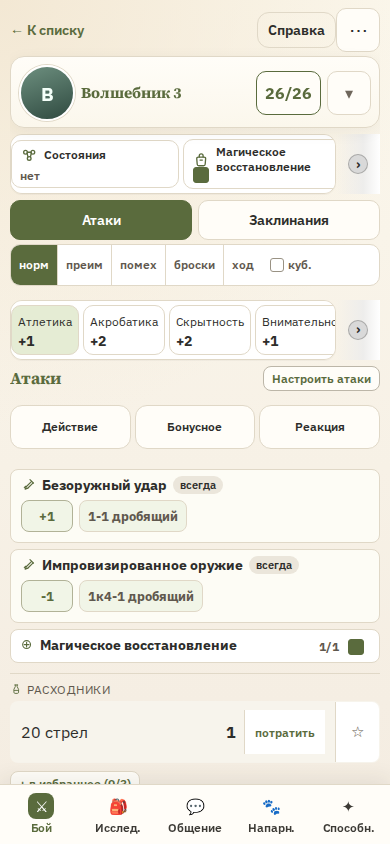 ← К списку
Справка
...
В
Волшебник 3
26/26
▼
Состояния
нет
Магическое
восстановление
›
Атаки
Заклинания
норм
преим
помех
броски
ход
куб.
Атлетика
+1
Акробатика
+2
Скрытность
+2
Внимательно
+1
›
Атаки
Настроить атаки
Действие
Бонусное
Реакция
Безоружный удар
всегда
+1
1-1 дробящий
Импровизированное оружие
всегда
-1
1к4-1 дробящий
Магическое восстановление
1/1
РАСХОДНИКИ
20 стрел
1
потратить
☆
Бой
Исслед.
Общение
Напарн.
Способн.